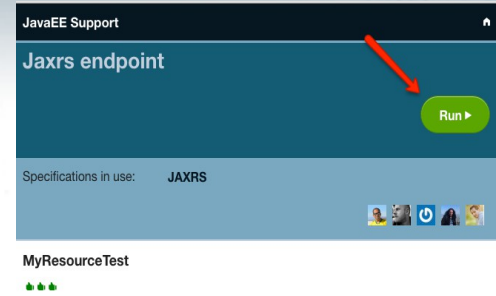 JavaEE Support
Jaxrs endpoint
Run
Specifications in use: JAXRS
MyResourceTest